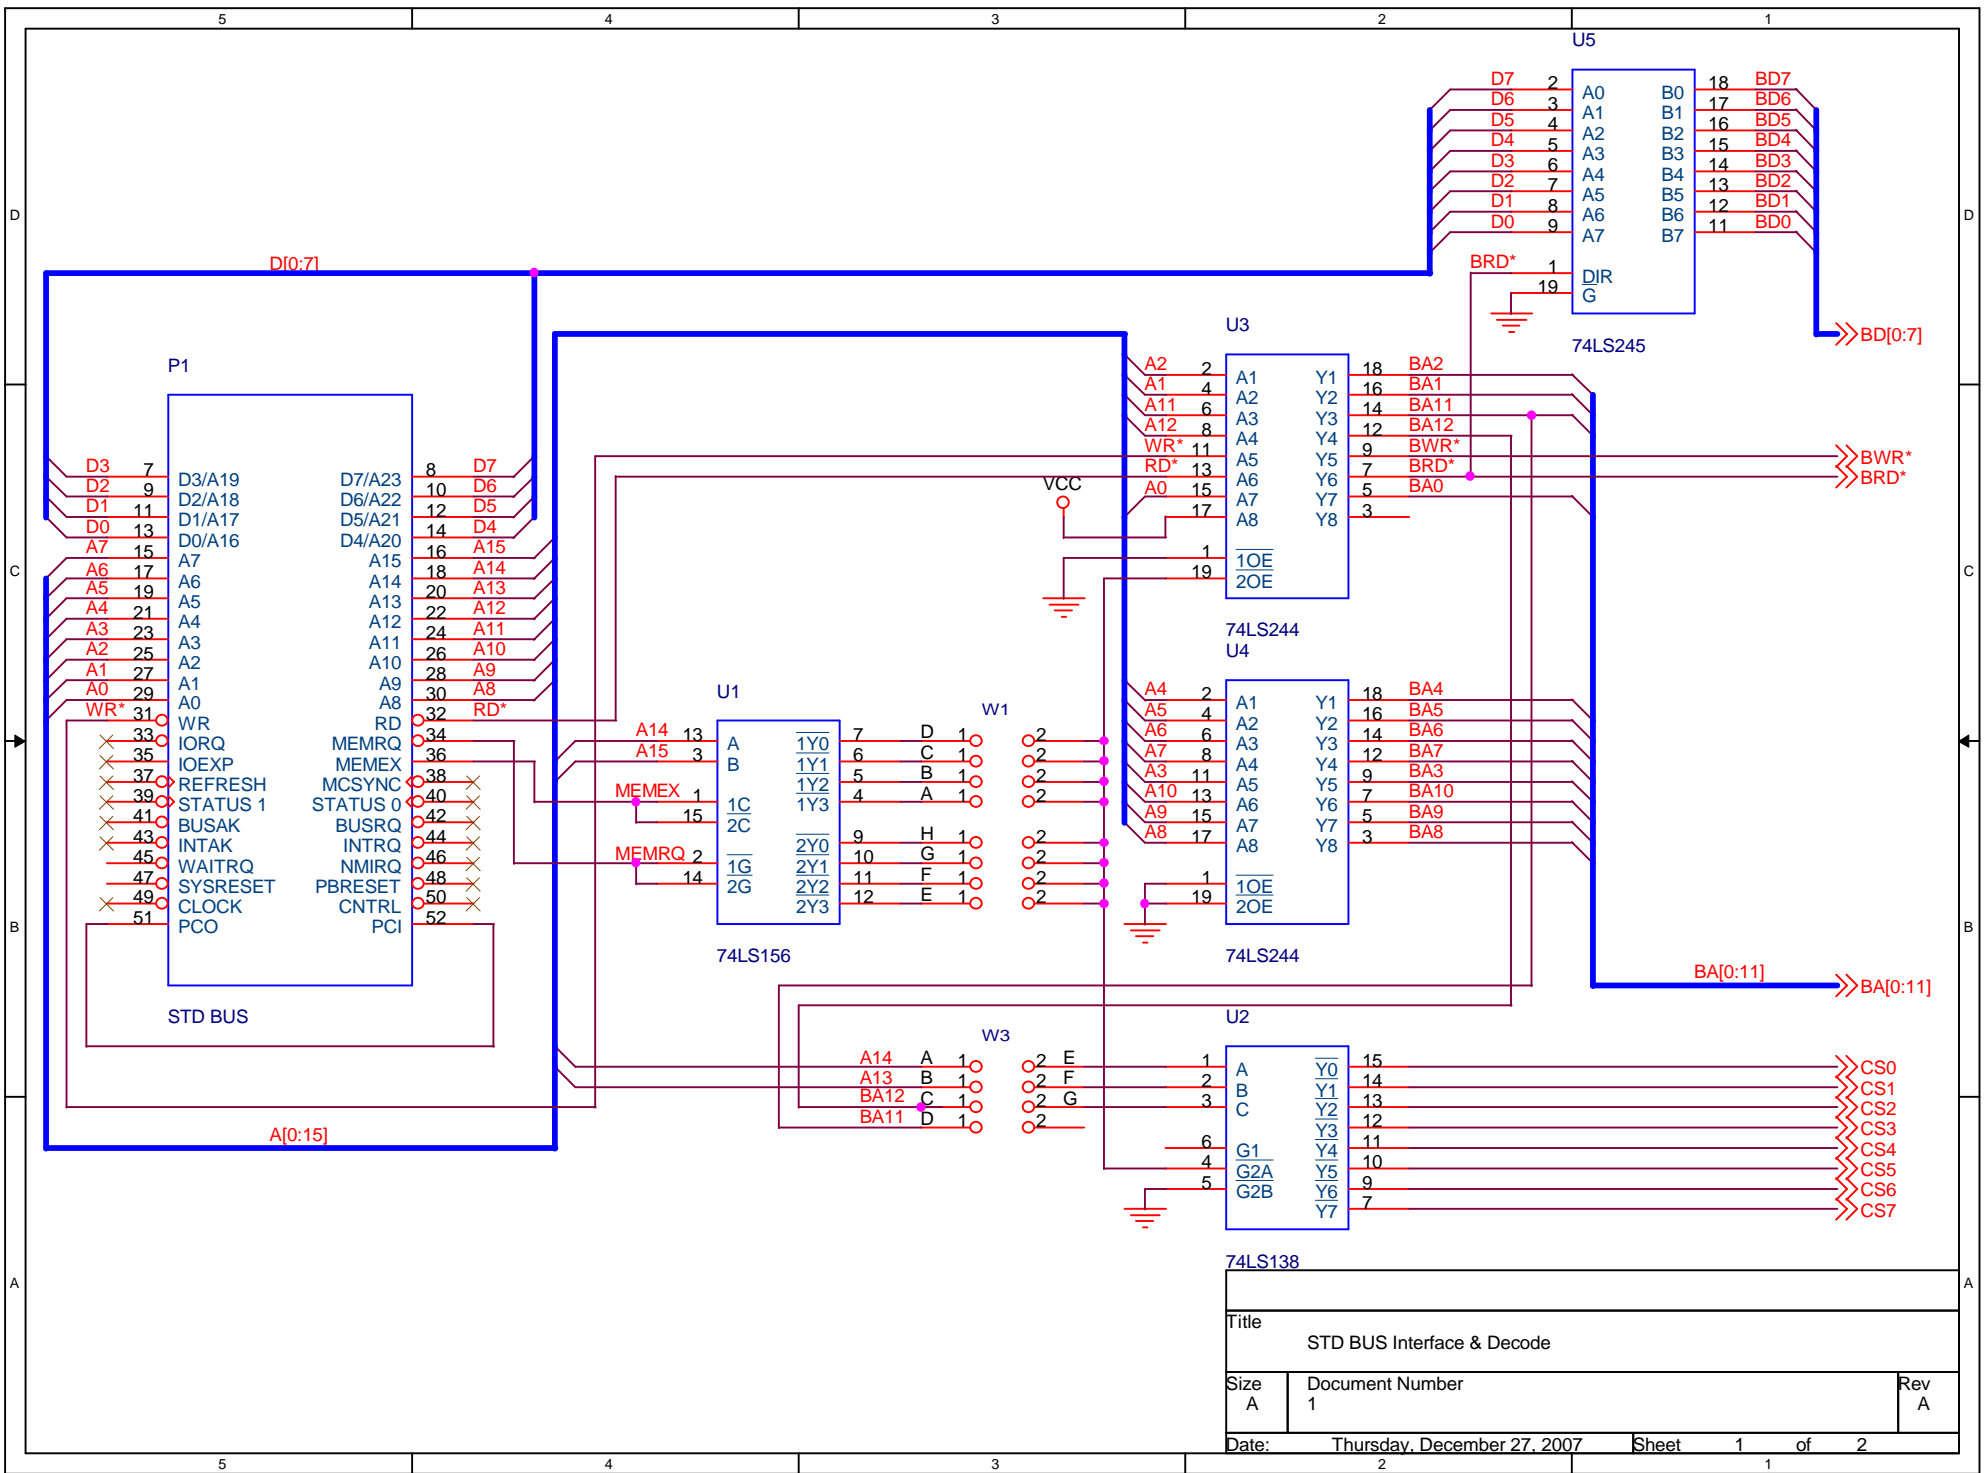 5 4 3 2 1
D D
C C
B B
A A
U5
D7 2 A0 B0 18 BD7
D6 3 A1 B1 17 BD6
D5 4 A2 B2 16 BD5
D4 5 A3 B3 15 BD4
D3 6 A4 B4 14 BD3
D2 7 A5 B5 13 BD2
D1 8 A6 B6 12 BD1
D0 9 A7 B7 11 BD0
BRD* 1 DIR
19 G
74LS245
BD[0:7]
D[0:7]
P1
D3 7 D3/A19 D7/A23 8 D7
D2 9 D2/A18 D6/A22 10 D6
D1 11 D1/A17 D5/A21 12 D5
D0 13 D0/A16 D4/A20 14 D4
A7 15 A7 A15 16 A15
A6 17 A6 A14 18 A14
A5 19 A5 A13 20 A13
A4 21 A4 A12 22 A12
A3 23 A3 A11 24 A11
A2 25 A2 A10 26 A10
A1 27 A1 A9 28 A9
A0 29 A0 A8 30 A8
WR* 31 WR RD 32 RD*
33 IORQ MEMRQ 34
35 IOEXP MEMEX 36
37 REFRESH MCSYNC 38
39 STATUS 1 STATUS 0 40
41 BUSAK BUSRQ 42
43 INTAK INTRQ 44
45 WAITRQ NMIRQ 46
47 SYSRESET PBRESET 48
49 CLOCK CNTRL 50
51 PCO PCI 52
STD BUS
A[0:15]
U3
A2 2 A1 Y1 18 BA2
A1 4 A2 Y2 16 BA1
A11 6 A3 Y3 14 BA11
A12 8 A4 Y4 12 BA12
WR* 11 A5 Y5 9 BWR*
RD* 13 A6 Y6 7 BRD*
A0 15 A7 Y7 5 BA0
17 A8 Y8 3
1 1OE
19 2OE
VCC
74LS244
BWR*
BRD*
U4
A4 2 A1 Y1 18 BA4
A5 4 A2 Y2 16 BA5
A6 6 A3 Y3 14 BA6
A7 8 A4 Y4 12 BA7
A3 11 A5 Y5 9 BA3
A10 13 A6 Y6 7 BA10
A9 15 A7 Y7 5 BA9
A8 17 A8 Y8 3 BA8
1 1OE
19 2OE
74LS244
U1
A14 13 A 1Y0 7 D
A15 3 B 1Y1 6 C
1Y2 5 B
MEMEX 1 1C 1Y3 4 A
15 2C
2Y0 9 H
MEMRQ 2 1G 2Y1 10 G
14 2G 2Y2 11 F
2Y3 12 E
74LS156
W1
1 2
1 2
1 2
1 2
1 2
1 2
1 2
1 2
BA[0:11] BA[0:11]
W3
A14 A 1 2 E
A13 B 1 2 F
BA12 C 1 2 G
BA11 D 1 2
U2
1 A Y0 15 CS0
2 B Y1 14 CS1
3 C Y2 13 CS2
Y3 12 CS3
6 G1 Y4 11 CS4
4 G2A Y5 10 CS5
5 G2B Y6 9 CS6
Y7 7 CS7
74LS138
Title
STD BUS Interface & Decode
Size Document Number Rev
A 1 A
Date: Thursday, December 27, 2007 Sheet 1 of 2
5 4 3 2 1